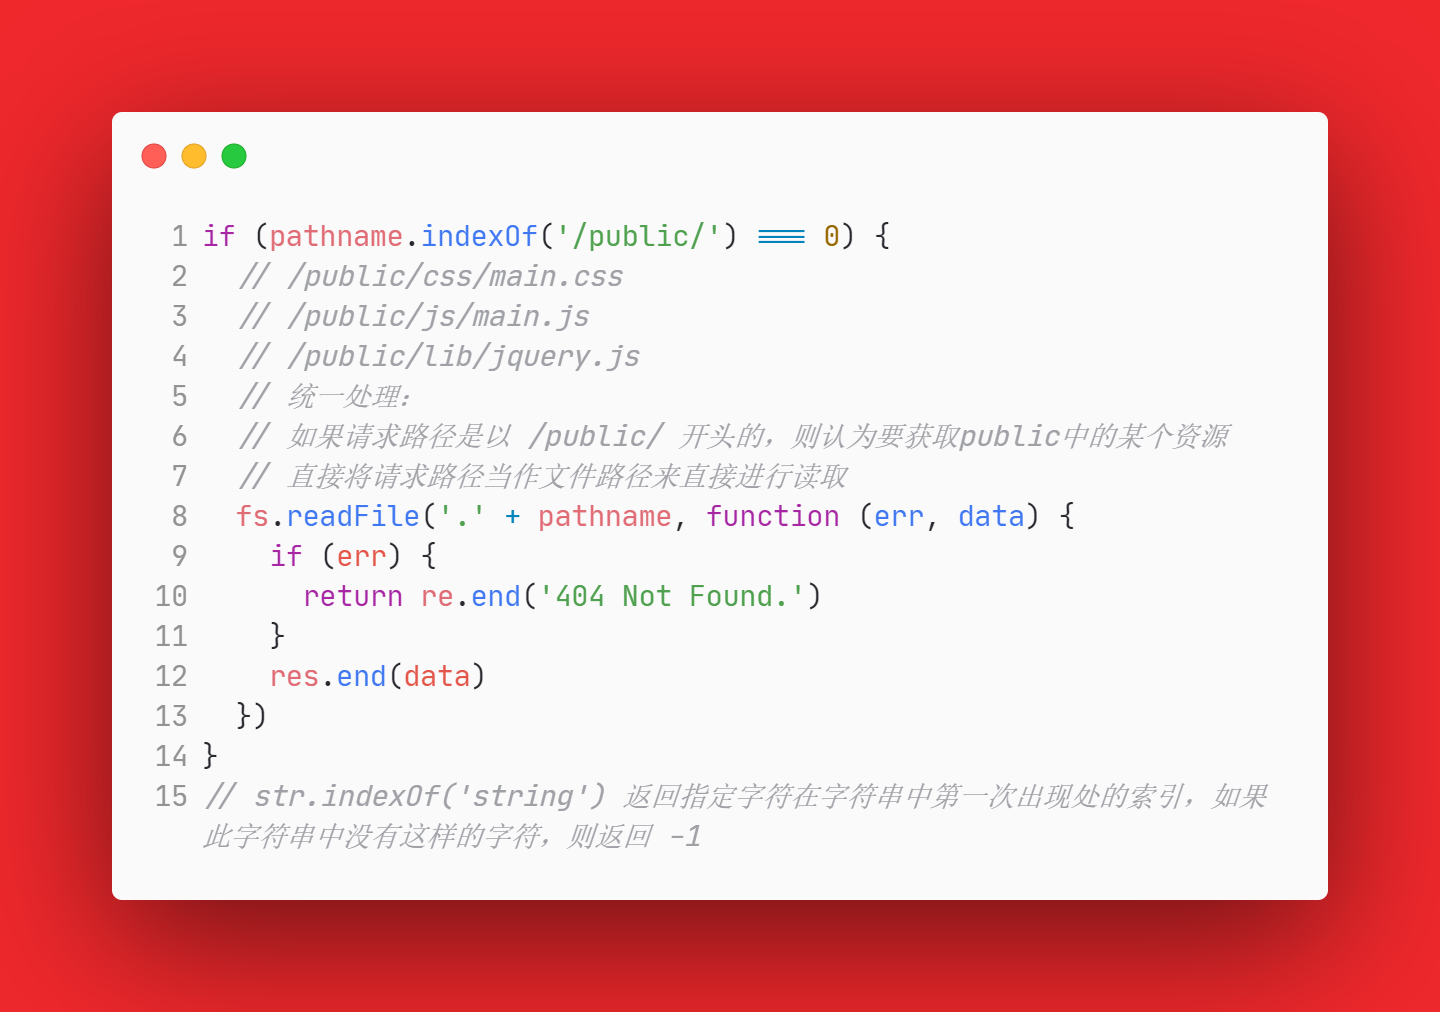 1 if (pathname.indexOf('/public/') === 0) {
2   // /public/css/main.css
3   // /public/js/main.js
4   // /public/lib/jquery.js
5   // 统一处理：
6   // 如果请求路径是以 /public/ 开头的，则认为要获取public中的某个资源
7   // 直接将请求路径当作文件路径来直接进行读取
8   fs.readFile('.' + pathname, function (err, data) {
9     if (err) {
10       return re.end('404 Not Found.')
11     }
12     res.end(data)
13   })
14 }
15 // str.indexOf('string') 返回指定字符在字符串中第一次出现处的索引，如果
此字符串中没有这样的字符，则返回 -1